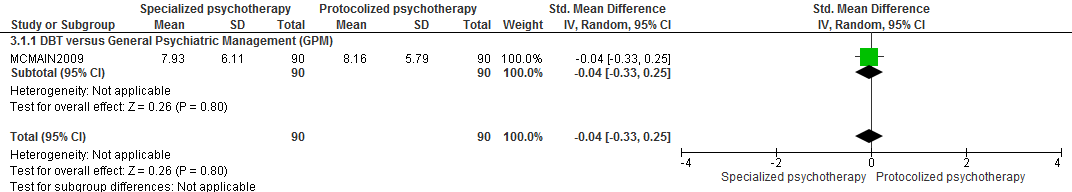 Specialized psychotherapy Protocolized psychotherapy Std. Mean Difference Std. Mean Difference
Study or Subgroup Mean SD Total Mean SD Total Weight IV, Random, 95% CI IV, Random, 95% CI
3.1.1 DBT versus General Psychiatric Management (GPM)
MCMAIN2009 7.93 6.11 90 8.16 5.79 90 100.0% -0.04 [-0.33, 0.25]
Subtotal (95% CI) 90 90 100.0% -0.04 [-0.33, 0.25]
Heterogeneity: Not applicable
Test for overall effect: Z = 0.26 (P = 0.80)
Total (95% CI) 90 90 100.0% -0.04 [-0.33, 0.25]
Heterogeneity: Not applicable
Test for overall effect: Z = 0.26 (P = 0.80)
Test for subgroup differences: Not applicable
-4 -2 0 2 4
Specialized psychotherapy Protocolized psychotherapy